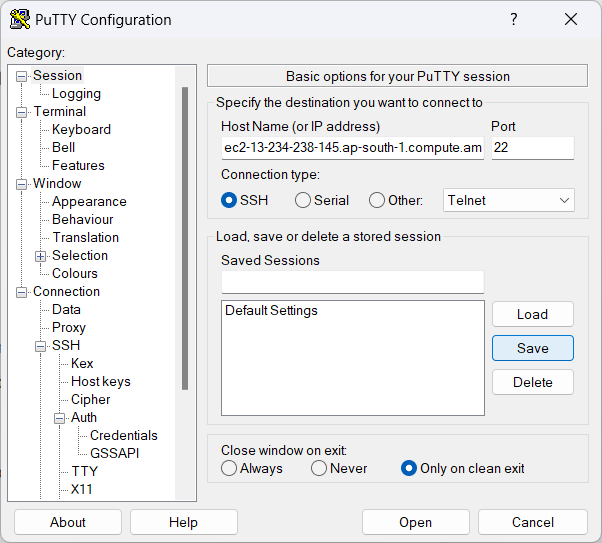 PuTTY Configuration
Category:
Session
Logging
Terminal
Keyboard
Bell
Features
Window
Appearance
Behaviour
Translation
Selection
Colours
Connection
Data
Proxy
SSH
Kex
Host keys
Cipher
Auth
Credentials
GSSAPI
TTY
X11
Basic options for your PuTTY session
Specify the destination you want to connect to
Host Name (or IP address) Port
ec2-13-234-238-145.ap-south-1.compute.am 22
Connection type:
SSH Serial Other: Telnet
Load, save or delete a stored session
Saved Sessions
Default Settings
Load
Save
Delete
Close window on exit:
Always Never Only on clean exit
About Help Open Cancel